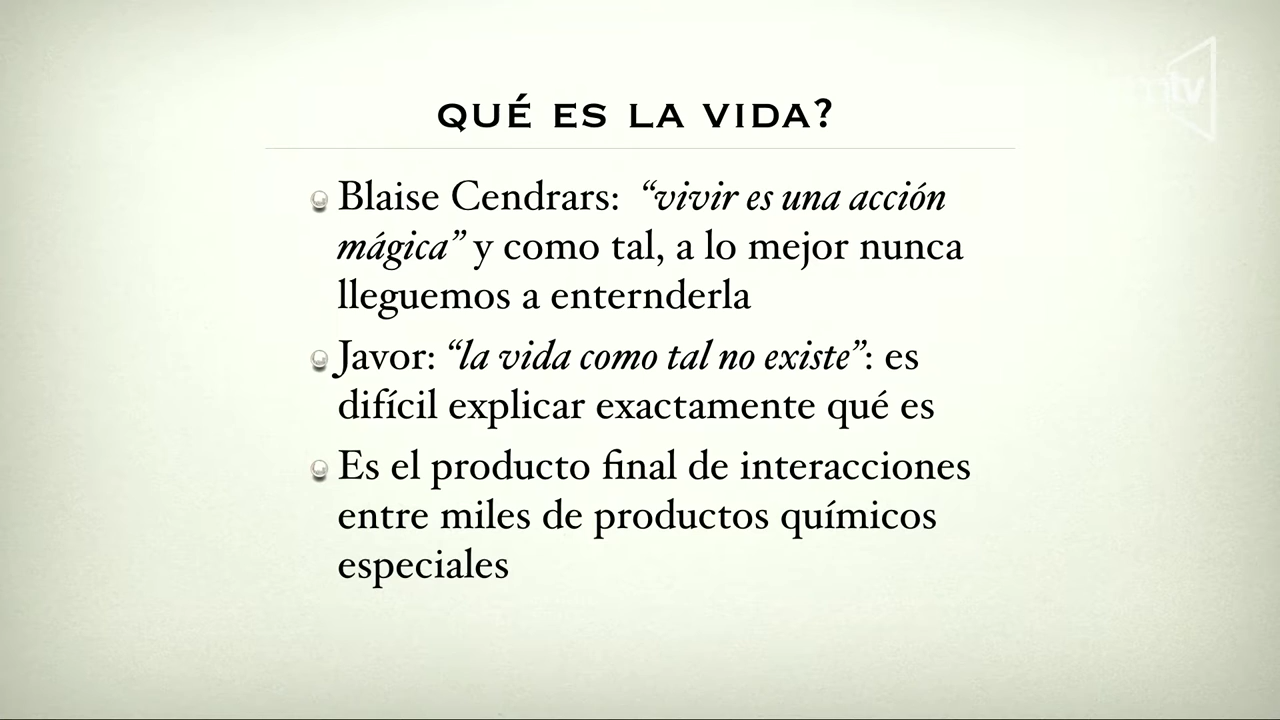 QUÉ ES LA VIDA?
Blaise Cendrars: “vivir es una acción
mágica” y como tal, a lo mejor nunca
lleguemos a enternderla
Javor: “la vida como tal no existe”: es
difícil explicar exactamente qué es
Es el producto final de interacciones
entre miles de productos químicos
especiales